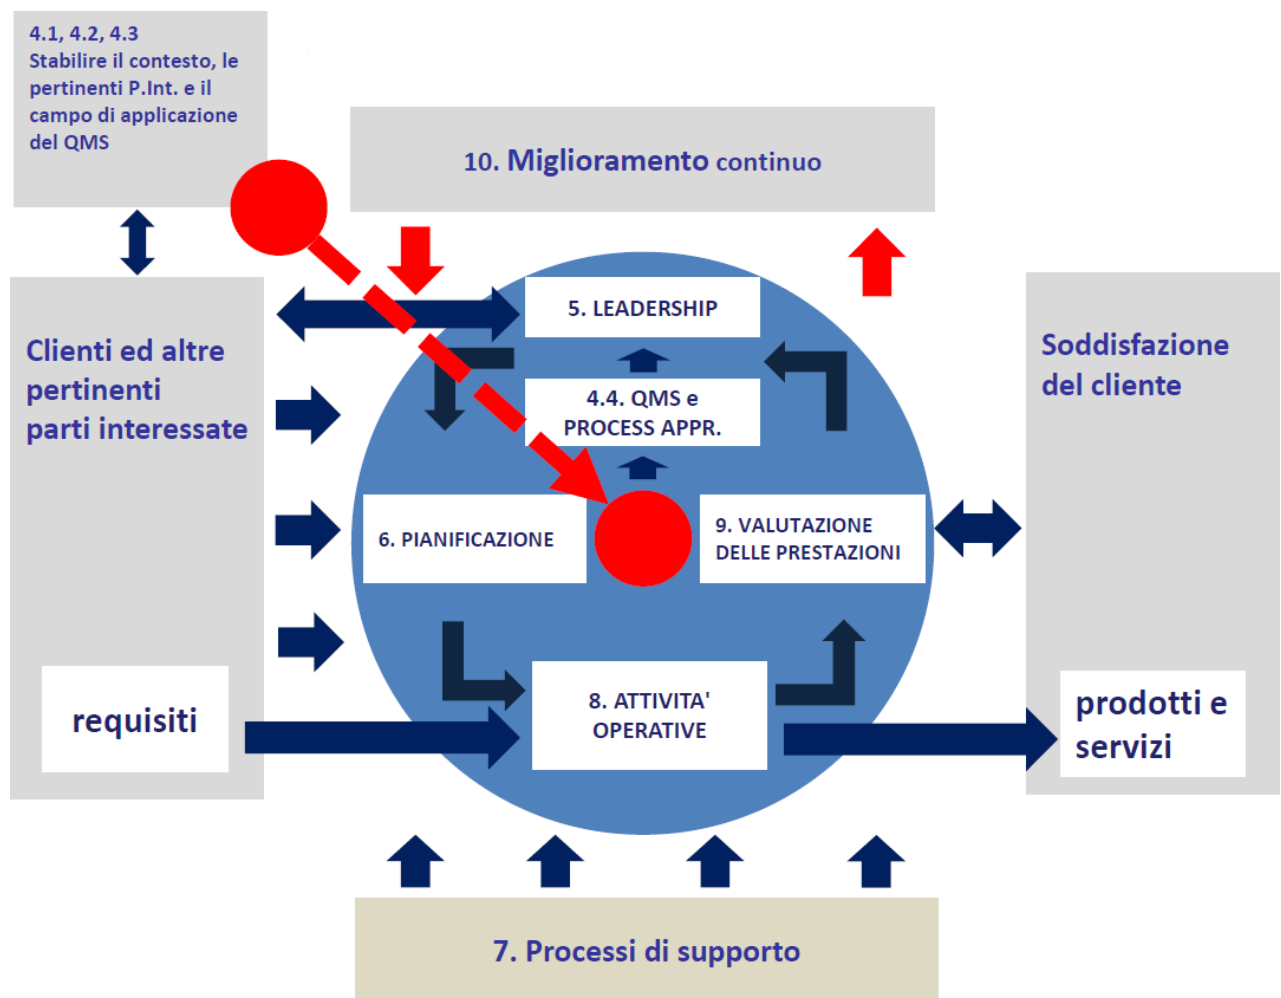 4.1, 4.2, 4.3
Stabilire il contesto, le
pertinenti P.Int. e il
campo di applicazione
del QMS
10. Miglioramento continuo
5. LEADERSHIP
Clienti ed altre
pertinenti
parti interessate
Soddisfazione
del cliente
4.4. QMS e
PROCESS APPR.
6. PIANIFICAZIONE
9. VALUTAZIONE
DELLE PRESTAZIONI
requisiti
8. ATTIVITA'
OPERATIVE
prodotti e
servizi
7. Processi di supporto